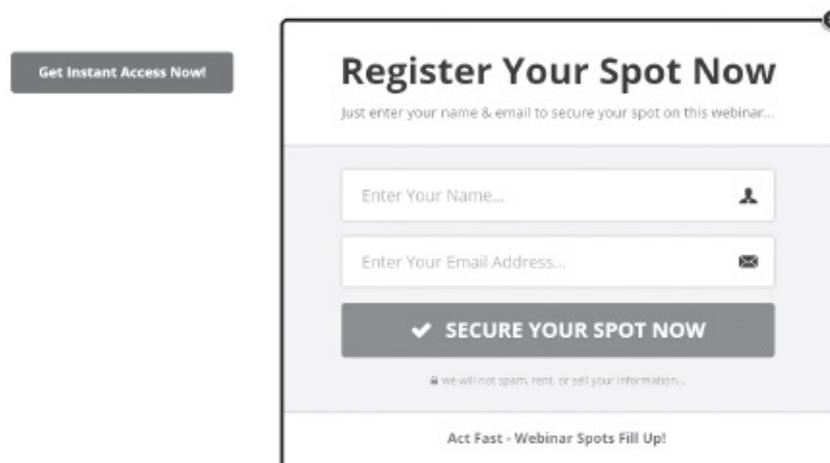 Get Instant Access Now!
Register Your Spot Now
Just enter your name & email to secure your spot on this webinar...
Enter Your Name...
Enter Your Email Address...
SECURE YOUR SPOT NOW
we will not spam, rent, or sell your information...
Act Fast - Webinar Spots Fill Up!